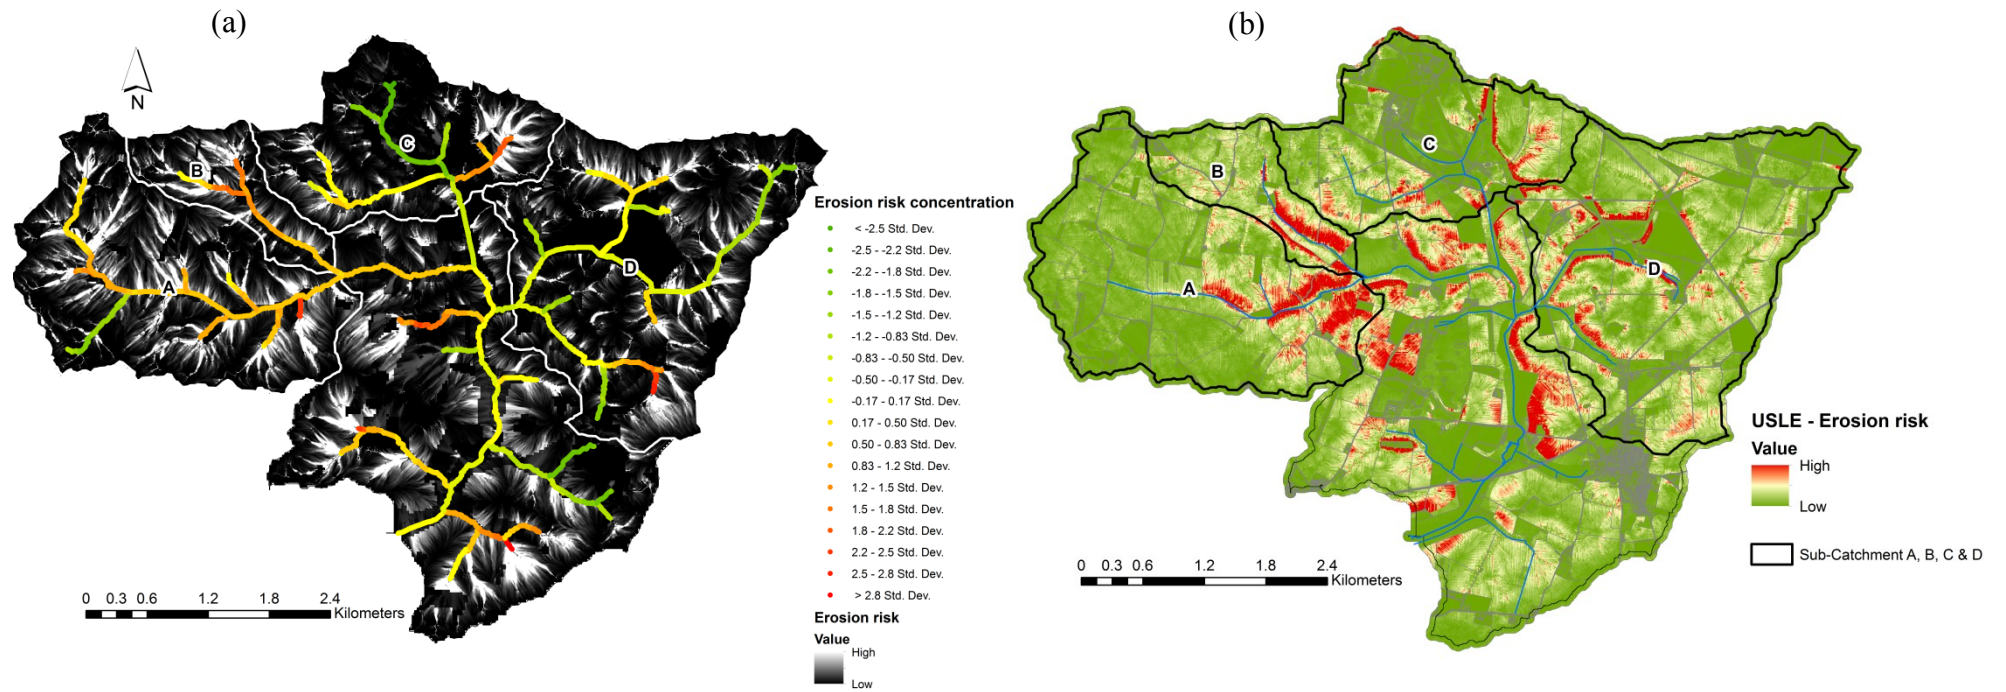 (a)
N
C
B
A
D
Erosion risk concentration
< -2.5 Std. Dev.
-2.5 - -2.2 Std. Dev.
-2.2 - -1.8 Std. Dev.
-1.8 - -1.5 Std. Dev.
-1.5 - -1.2 Std. Dev.
-1.2 - -0.83 Std. Dev.
-0.83 - -0.50 Std. Dev.
-0.50 - -0.17 Std. Dev.
-0.17 - 0.17 Std. Dev.
0.17 - 0.50 Std. Dev.
0.50 - 0.83 Std. Dev.
0.83 - 1.2 Std. Dev.
1.2 - 1.5 Std. Dev.
1.5 - 1.8 Std. Dev.
1.8 - 2.2 Std. Dev.
2.2 - 2.5 Std. Dev.
2.5 - 2.8 Std. Dev.
> 2.8 Std. Dev.
Erosion risk
Value
High
Low
0 0.3 0.6 1.2 1.8 2.4
Kilometers
(b)
C
B
A
D
USLE - Erosion risk
Value
High
Low
Sub-Catchment A, B, C & D
0 0.3 0.6 1.2 1.8 2.4
Kilometers